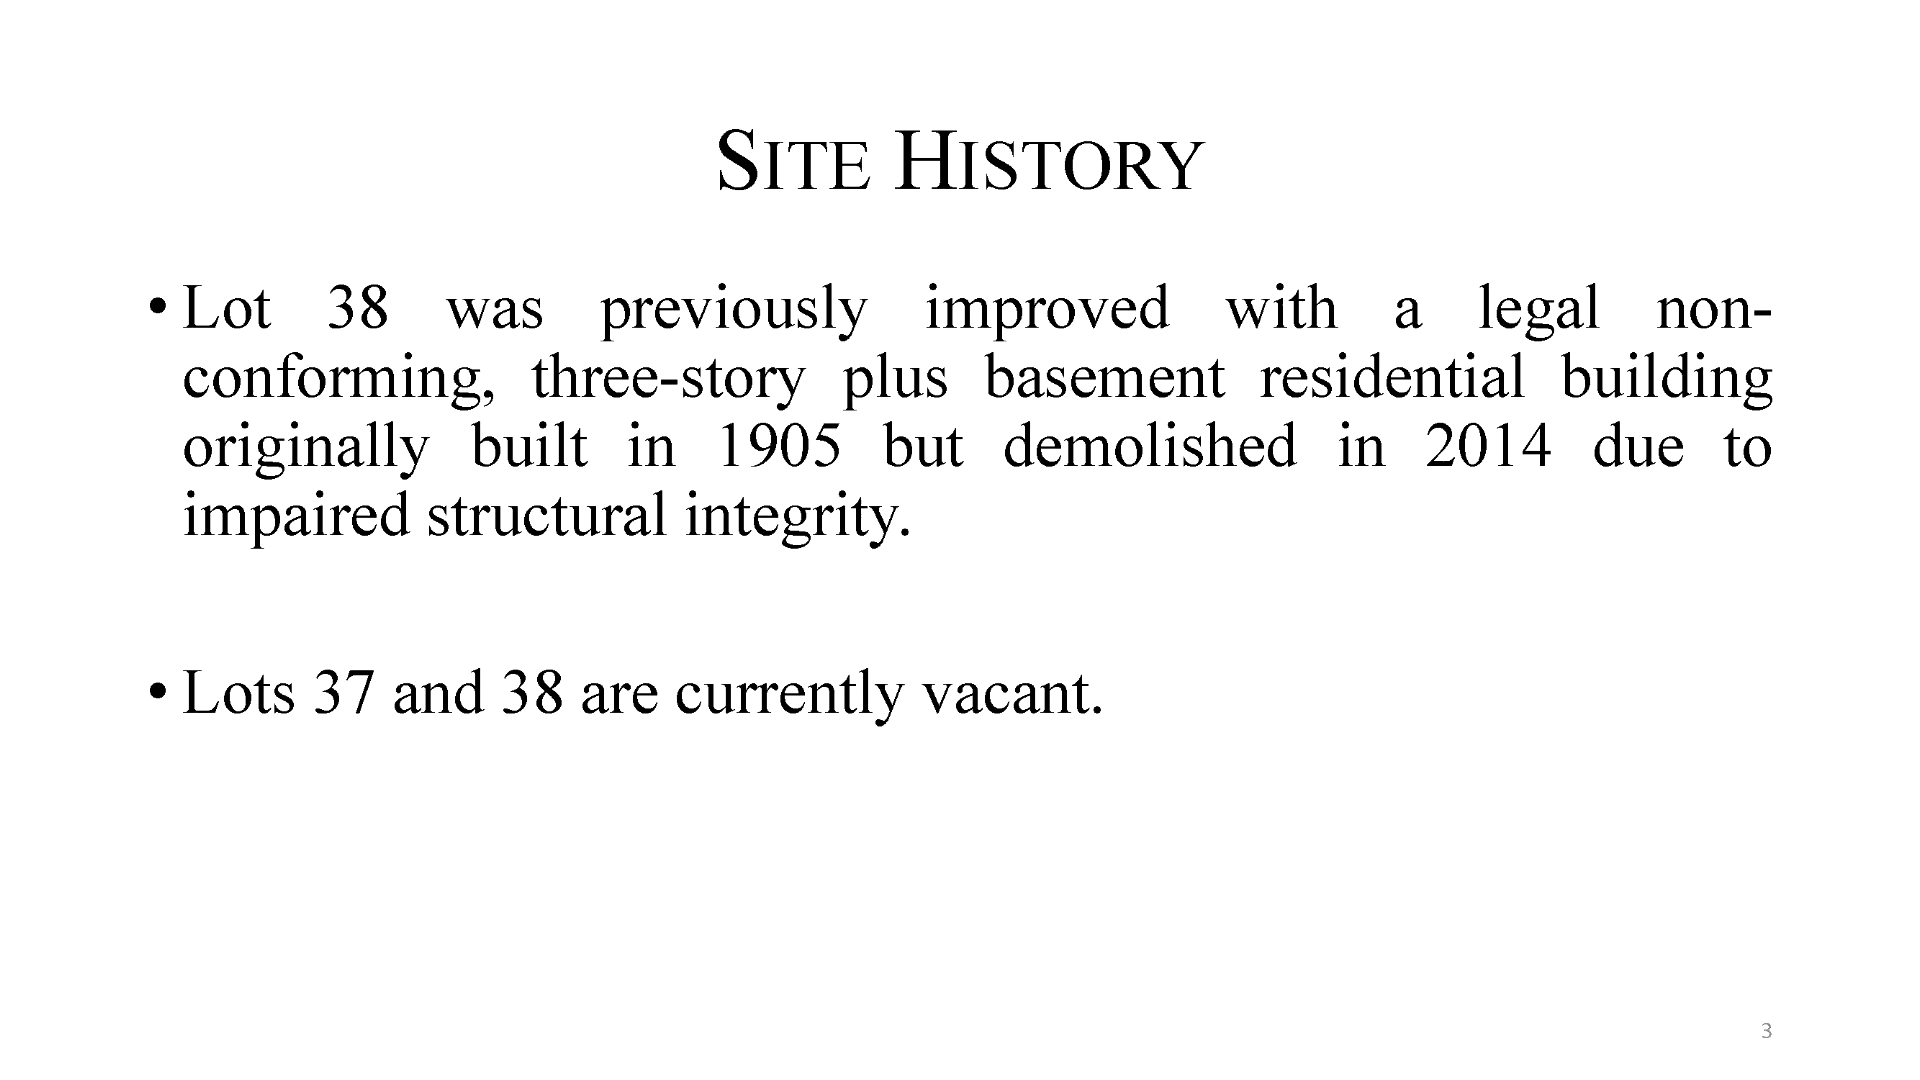 SITE HISTORY
• Lot 38 was previously improved with a legal non-
conforming, three-story plus basement residential building
originally built in 1905 but demolished in 2014 due to
impaired structural integrity.
• Lots 37 and 38 are currently vacant.
3